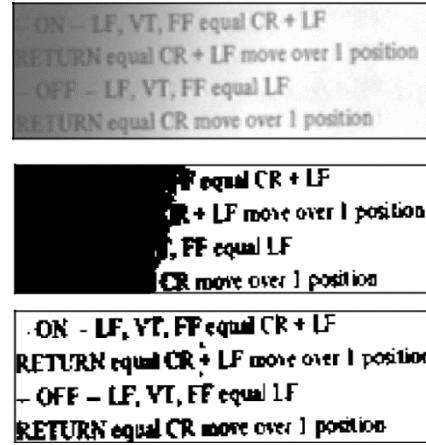 – ON – LF, VT, FF equal CR + LF
RETURN equal CR + LF move over 1 position
– OFF – LF, VT, FF equal LF
RETURN equal CR move over 1 position
FF equal CR + LF
R + LF move over 1 position
, FF equal LF
CR move over 1 position
- ON - LF, VT, FF equal CR + LF
RETURN equal CR + LF move over 1 position
– OFF – LF, VT, FF equal LF
RETURN equal CR move over 1 position